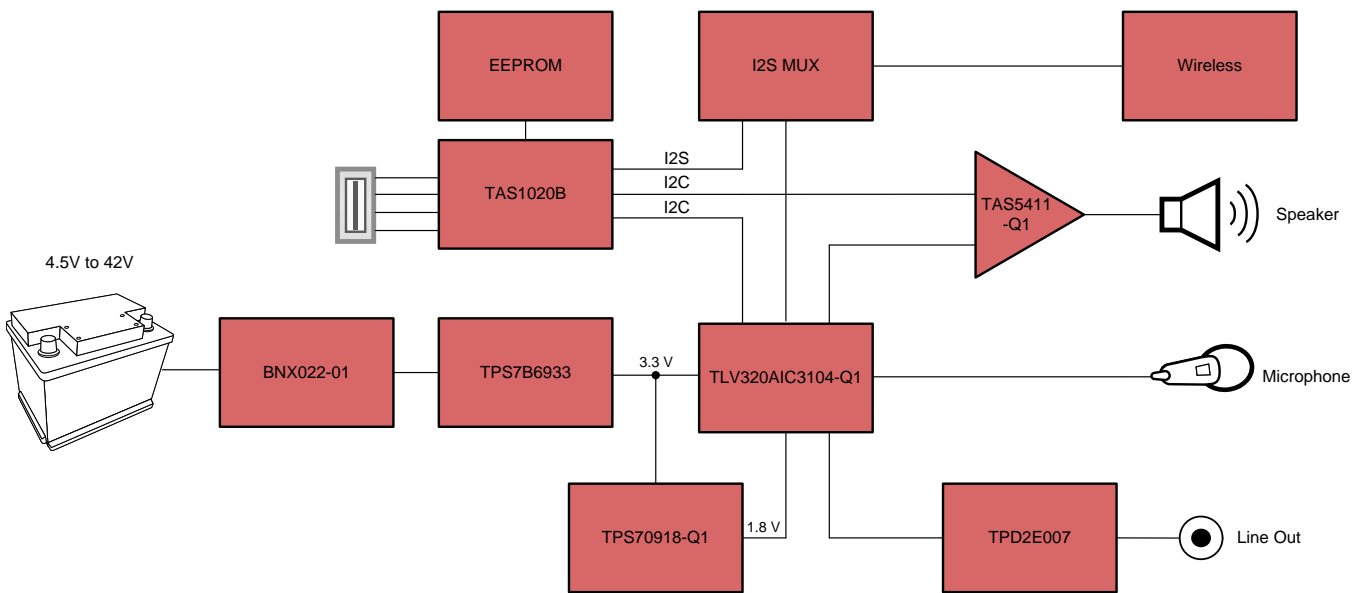 EEPROM
I2S MUX
Wireless
I2S
TAS1020B
I2C
I2C
TAS5411
-Q1
Speaker
4.5V to 42V
BNX022-01
TPS7B6933
3.3 V
TLV320AIC3104-Q1
Microphone
TPS70918-Q1
1.8 V
TPD2E007
Line Out